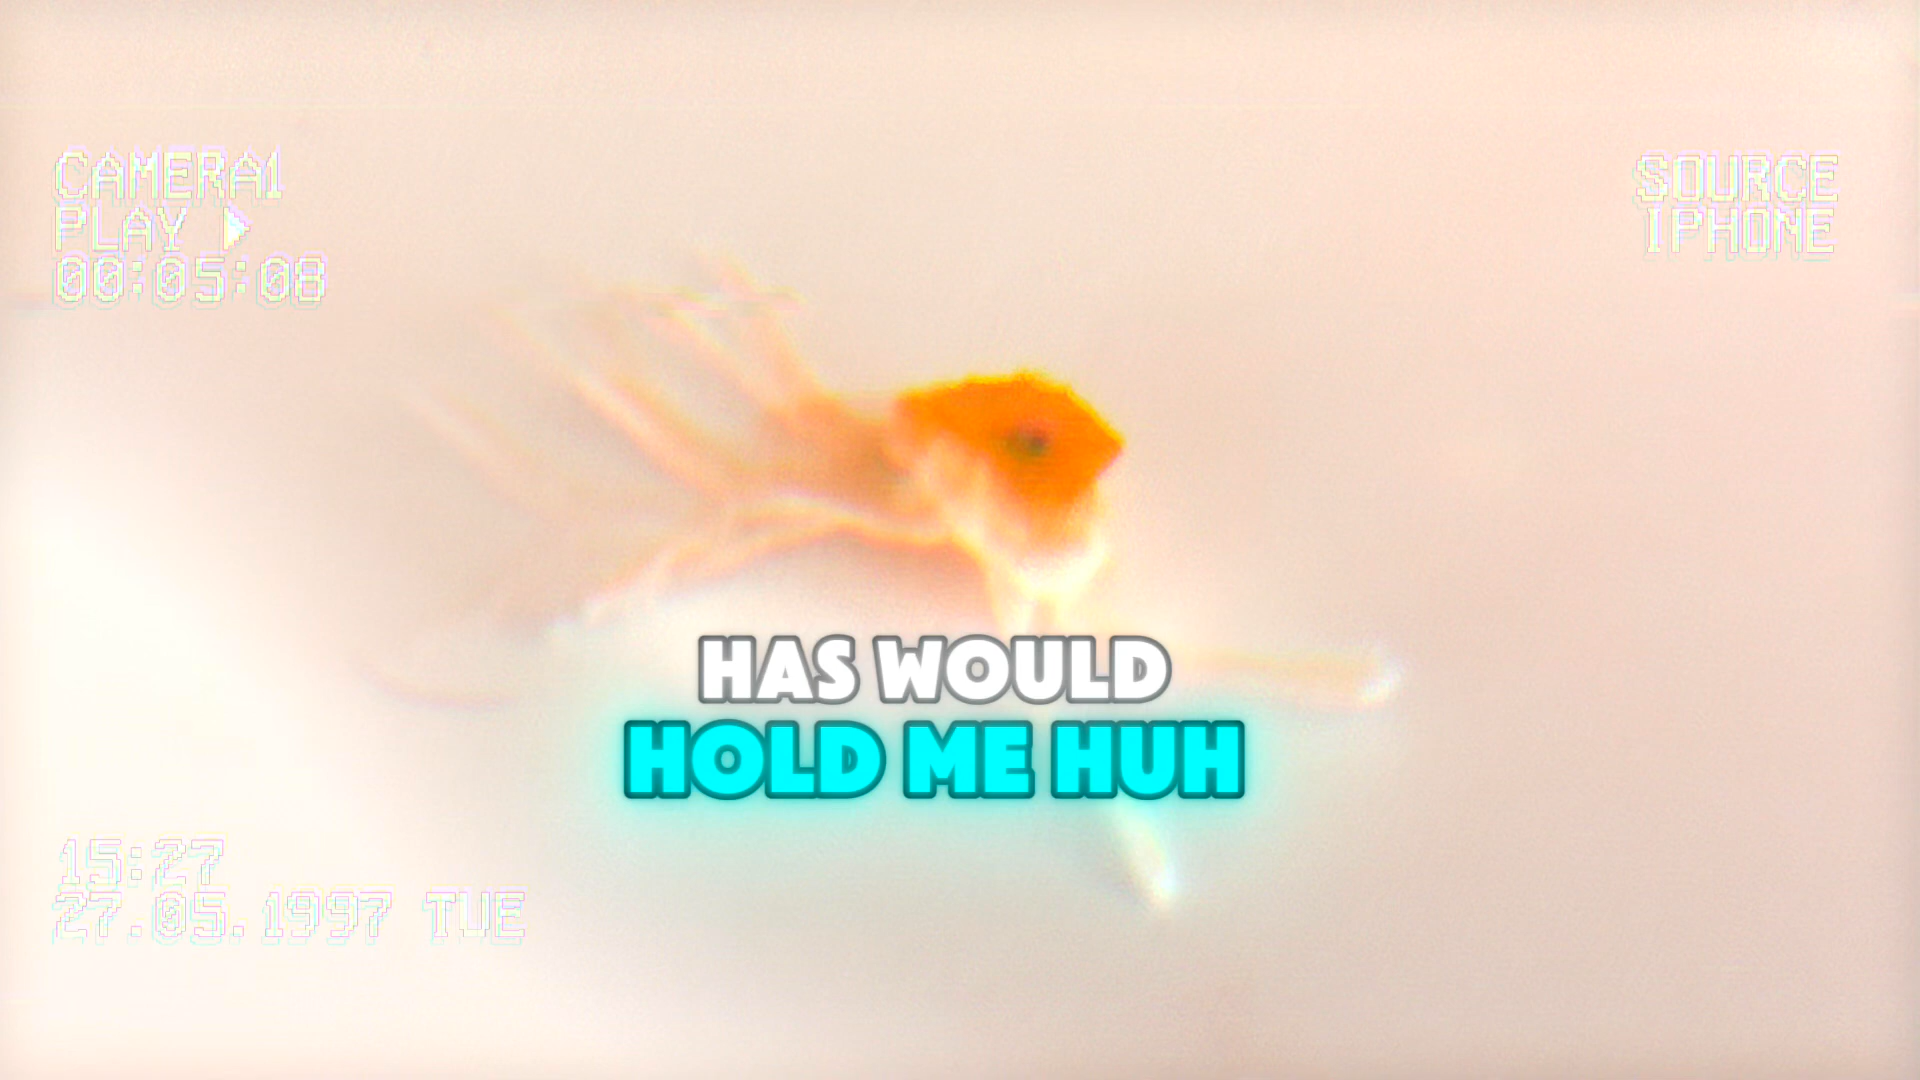 CAMERA1
PLAY
00:05:08
SOURCE
IPHONE
HAS WOULD
HOLD ME HUH
15:27
27.05.1997 TUE